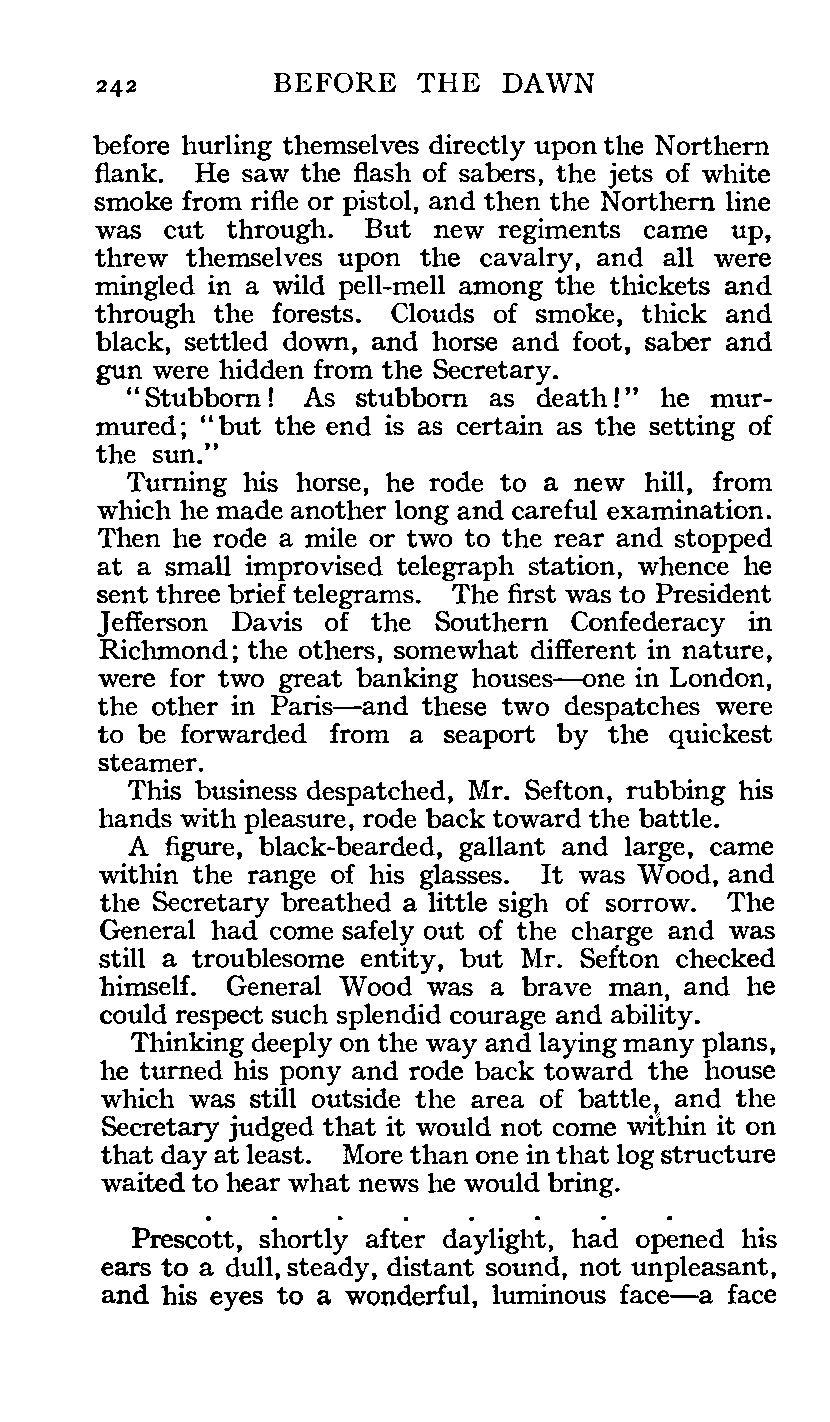 242 BEFORE THE DAWN
before hurling themselves directly upon the Northern
flank. He saw the flash of sabers, the jets of white
smoke from rifle or pistol, and then the Northern line
was cut through. But new regiments came up,
threw themselves upon the cavalry, and all were
mingled in a wild pell-mell among the thickets and
through the forests. Clouds of smoke, thick and
black, settled down, and horse and foot, saber and
gun were hidden from the Secretary.
"Stubborn! As stubborn as death!" he mur-
mured; "but the end is as certain as the setting of
the sun."
Turning his horse, he rode to a new hill, from
which he made another long and careful examination.
Then he rode a mile or two to the rear and stopped
at a small improvised telegraph station, whence he
sent three brief telegrams. The first was to President
Jefferson Davis of the Southern Confederacy in
Richmond; the others, somewhat different in nature,
were for two great banking houses—one in London,
the other in Paris—and these two despatches were
to be forwarded from a seaport by the quickest
steamer.
This business despatched, Mr. Sefton, rubbing his
hands with pleasure, rode back toward the battle.
A figure, black-bearded, gallant and large, came
within the range of his glasses. It was Wood, and
the Secretary breathed a little sigh of sorrow. The
General had come safely out of the charge and was
still a troublesome entity, but Mr. Sefton checked
himself. General Wood was a brave man, and he
could respect such splendid courage and ability.
Thinking deeply on the way and laying many plans,
he turned his pony and rode back toward the house
which was still outside the area of battle, and the
Secretary judged that it would not come within it on
that day at least. More than one in that log structure
waited to hear what news he would bring.
. . . . . . . .
Prescott, shortly after daylight, had opened his
ears to a dull, steady, distant sound, not unpleasant,
and his eyes to a wonderful, luminous face—a face